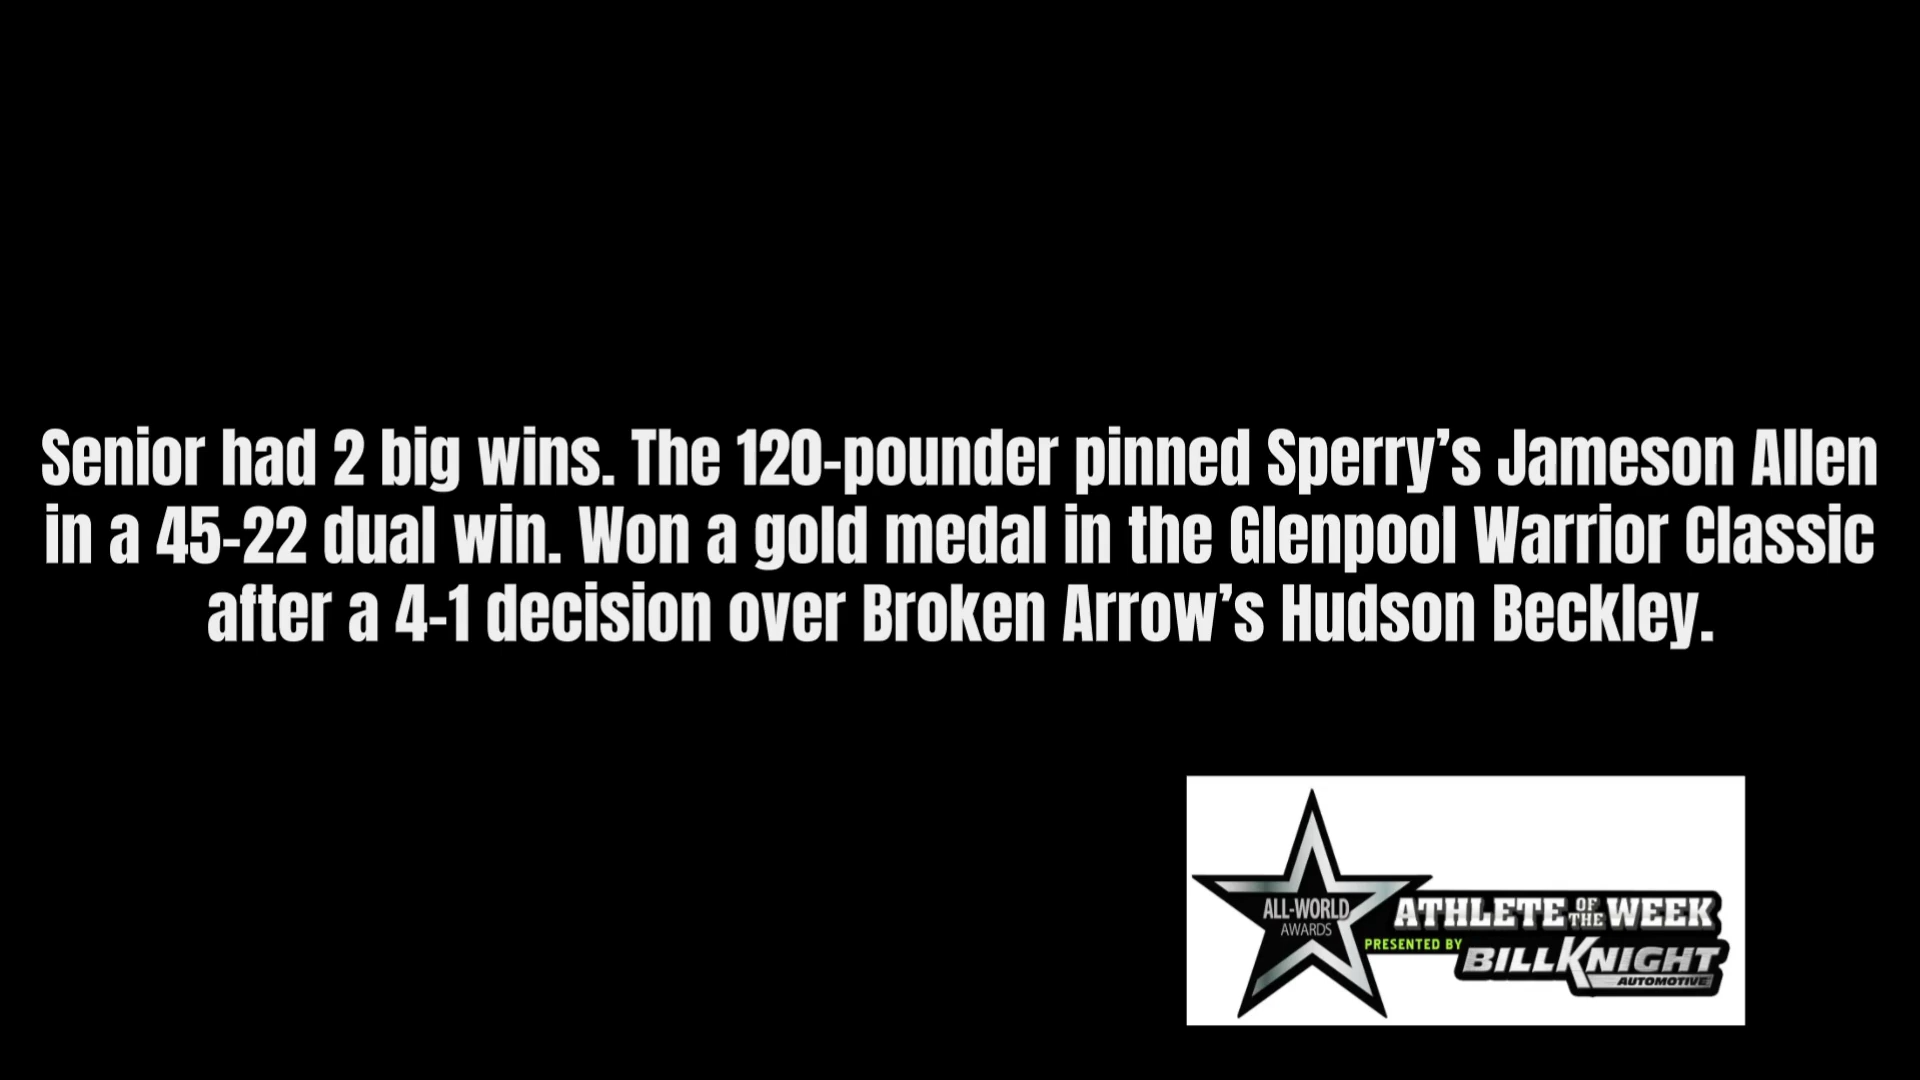 Senior had 2 big wins. The 120-pounder pinned Sperry’s Jameson Allen
in a 45-22 dual win. Won a gold medal in the Glenpool Warrior Classic
after a 4-1 decision over Broken Arrow’s Hudson Beckley.
ALL-WORLD
AWARDS
ATHLETE OF THE WEEK
PRESENTED BY
BILL KNIGHT
AUTOMOTIVE